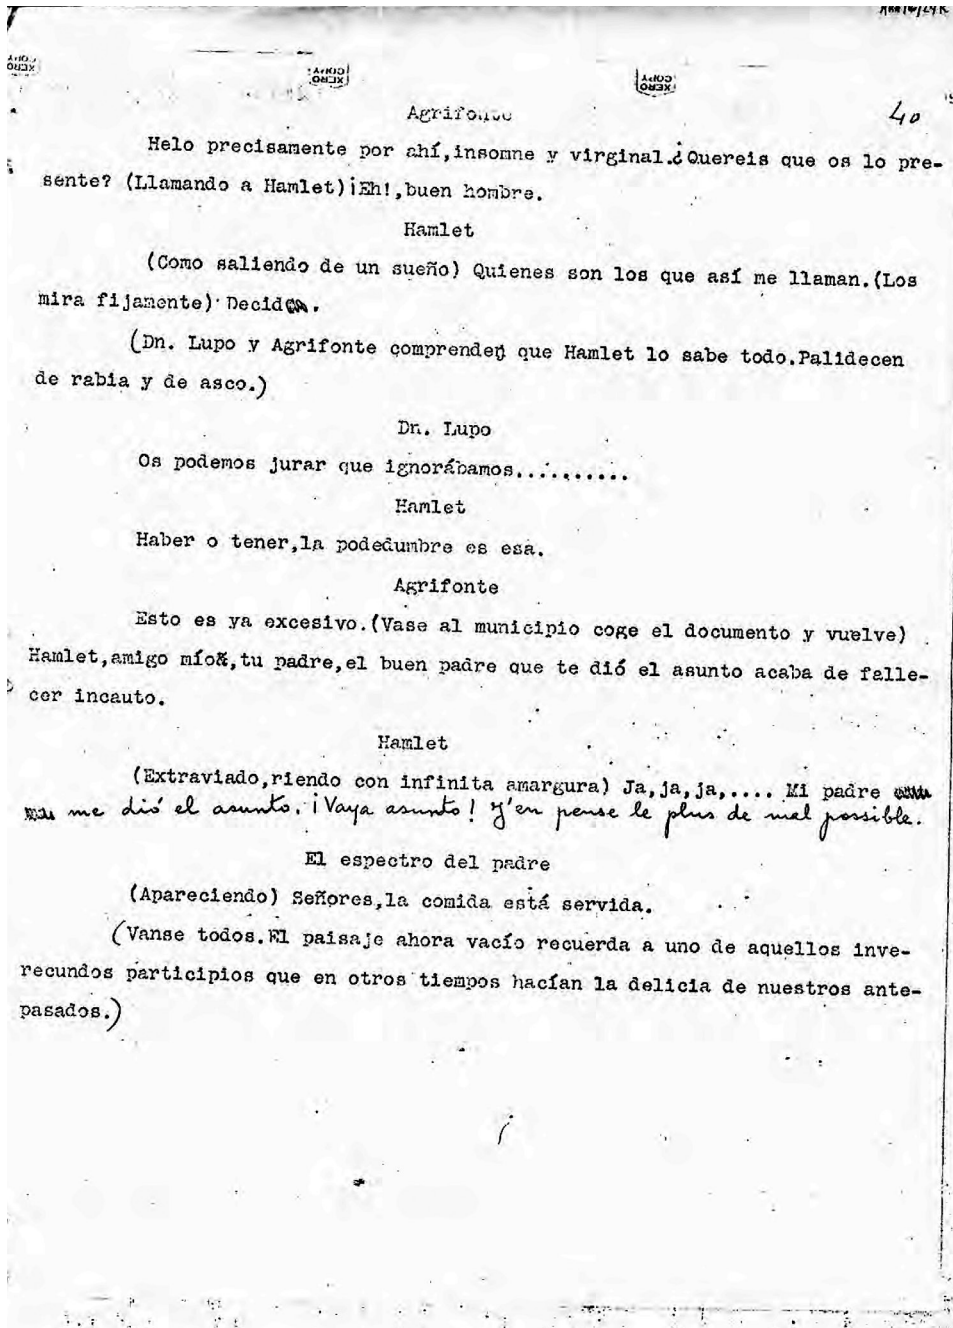 XERO
COPY
XERO
COPY
XERO
COPY
40
Agrifonte
Helo precisamente por ahí,insomne y virginal.¿Quereis que os lo pre-
sente? (Llamando a Hamlet)¡Eh!,buen hombre.
Hamlet
(Como saliendo de un sueño) Quienes son los que así me llaman.(Los
mira fijamente) Decid.
(Dn. Lupo y Agrifonte comprenden que Hamlet lo sabe todo.Palidecen
de rabia y de asco.)
Dn. Lupo
Os podemos jurar que ignorábamos...........
Hamlet
Haber o tener,la podedumbre es esa.
Agrifonte
Esto es ya excesivo.(Vase al municipio coge el documento y vuelve)
Hamlet,amigo mío,tu padre,el buen padre que te dió el asunto acaba de falle-
cer incauto.
Hamlet
(Extraviado,riendo con infinita amargura) Ja,ja,ja,.... Mi padre
me dió el asunto. ¡Vaya asunto! Y'en pense le plus de mal possible.
El espectro del padre
(Apareciendo) Señores,la comida está servida.
(Vanse todos.El paisaje ahora vacío recuerda a uno de aquellos inve-
recundos participios que en otros tiempos hacían la delicia de nuestros ante-
pasados.)